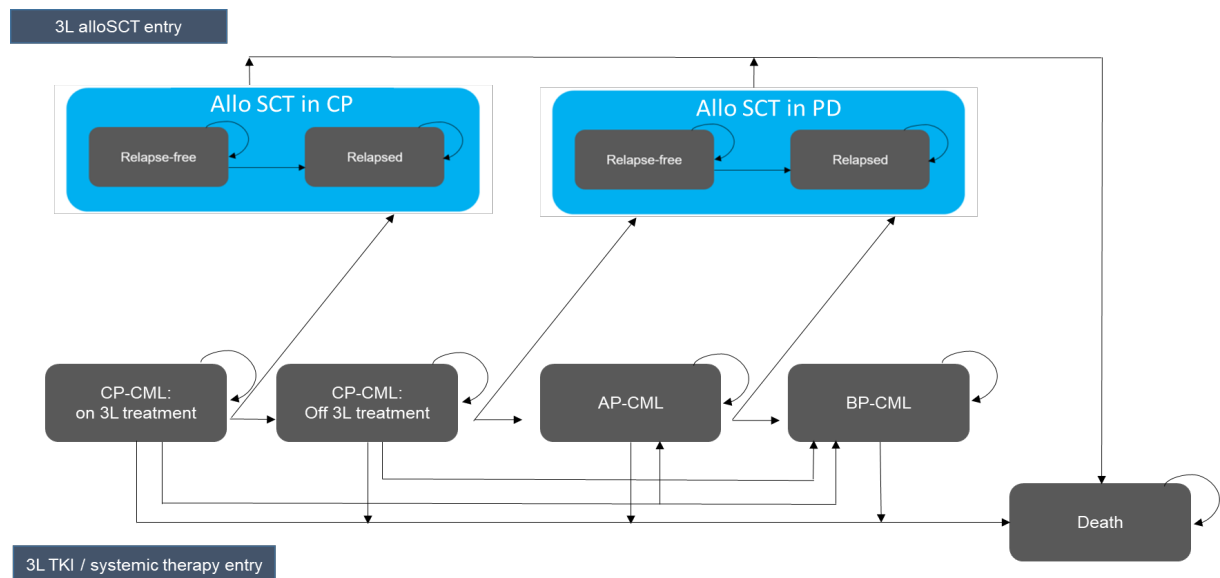 3L alloSCT entry
Allo SCT in CP
Relapse-free
Relapsed
Allo SCT in PD
Relapse-free
Relapsed
CP-CML:
on 3L treatment
CP-CML:
Off 3L treatment
AP-CML
BP-CML
Death
3L TKI / systemic therapy entry